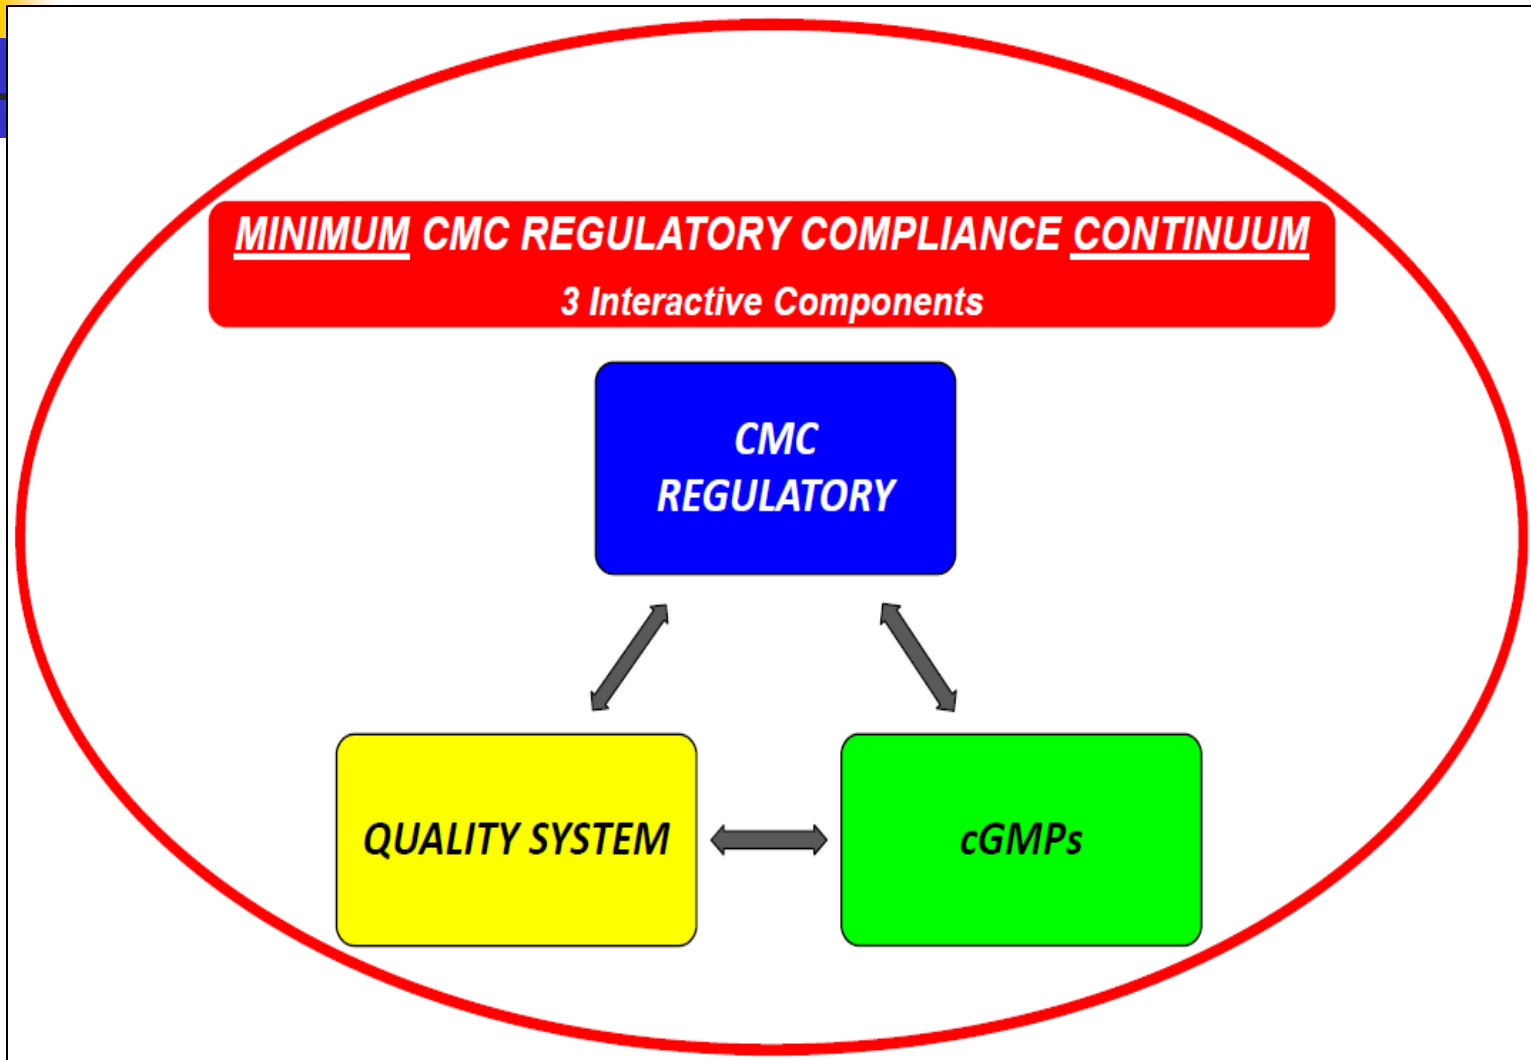 MINIMUM CMC REGULATORY COMPLIANCE CONTINUUM
3 Interactive Components
CMC
REGULATORY
QUALITY SYSTEM
cGMPs